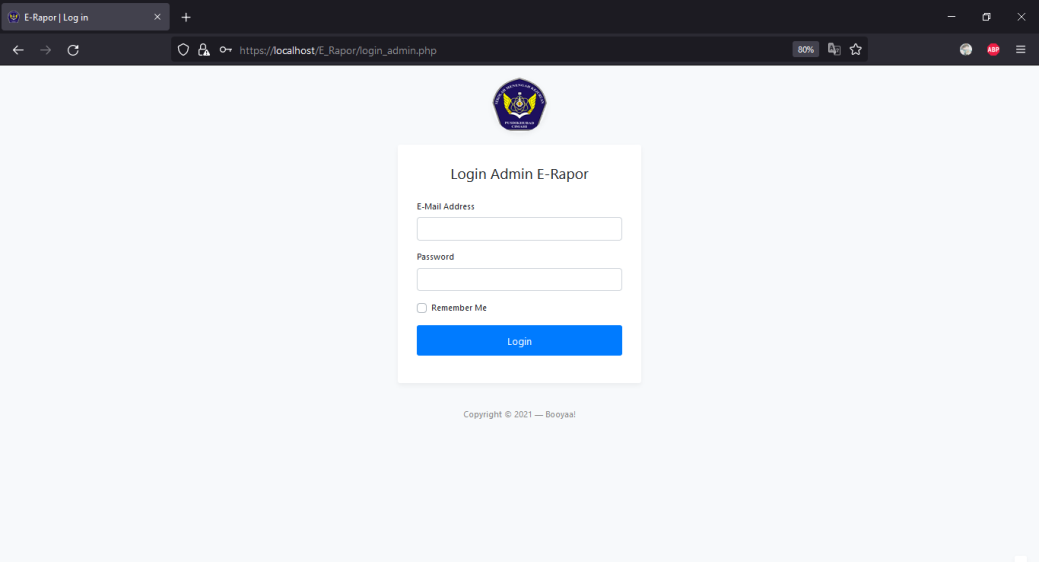 E-Rapor | Log in
https://localhost/E_Rapor/login_admin.php
80%
ABP
Login Admin E-Rapor
E-Mail Address
Password
Remember Me
Login
Copyright © 2021 — Booyaa!